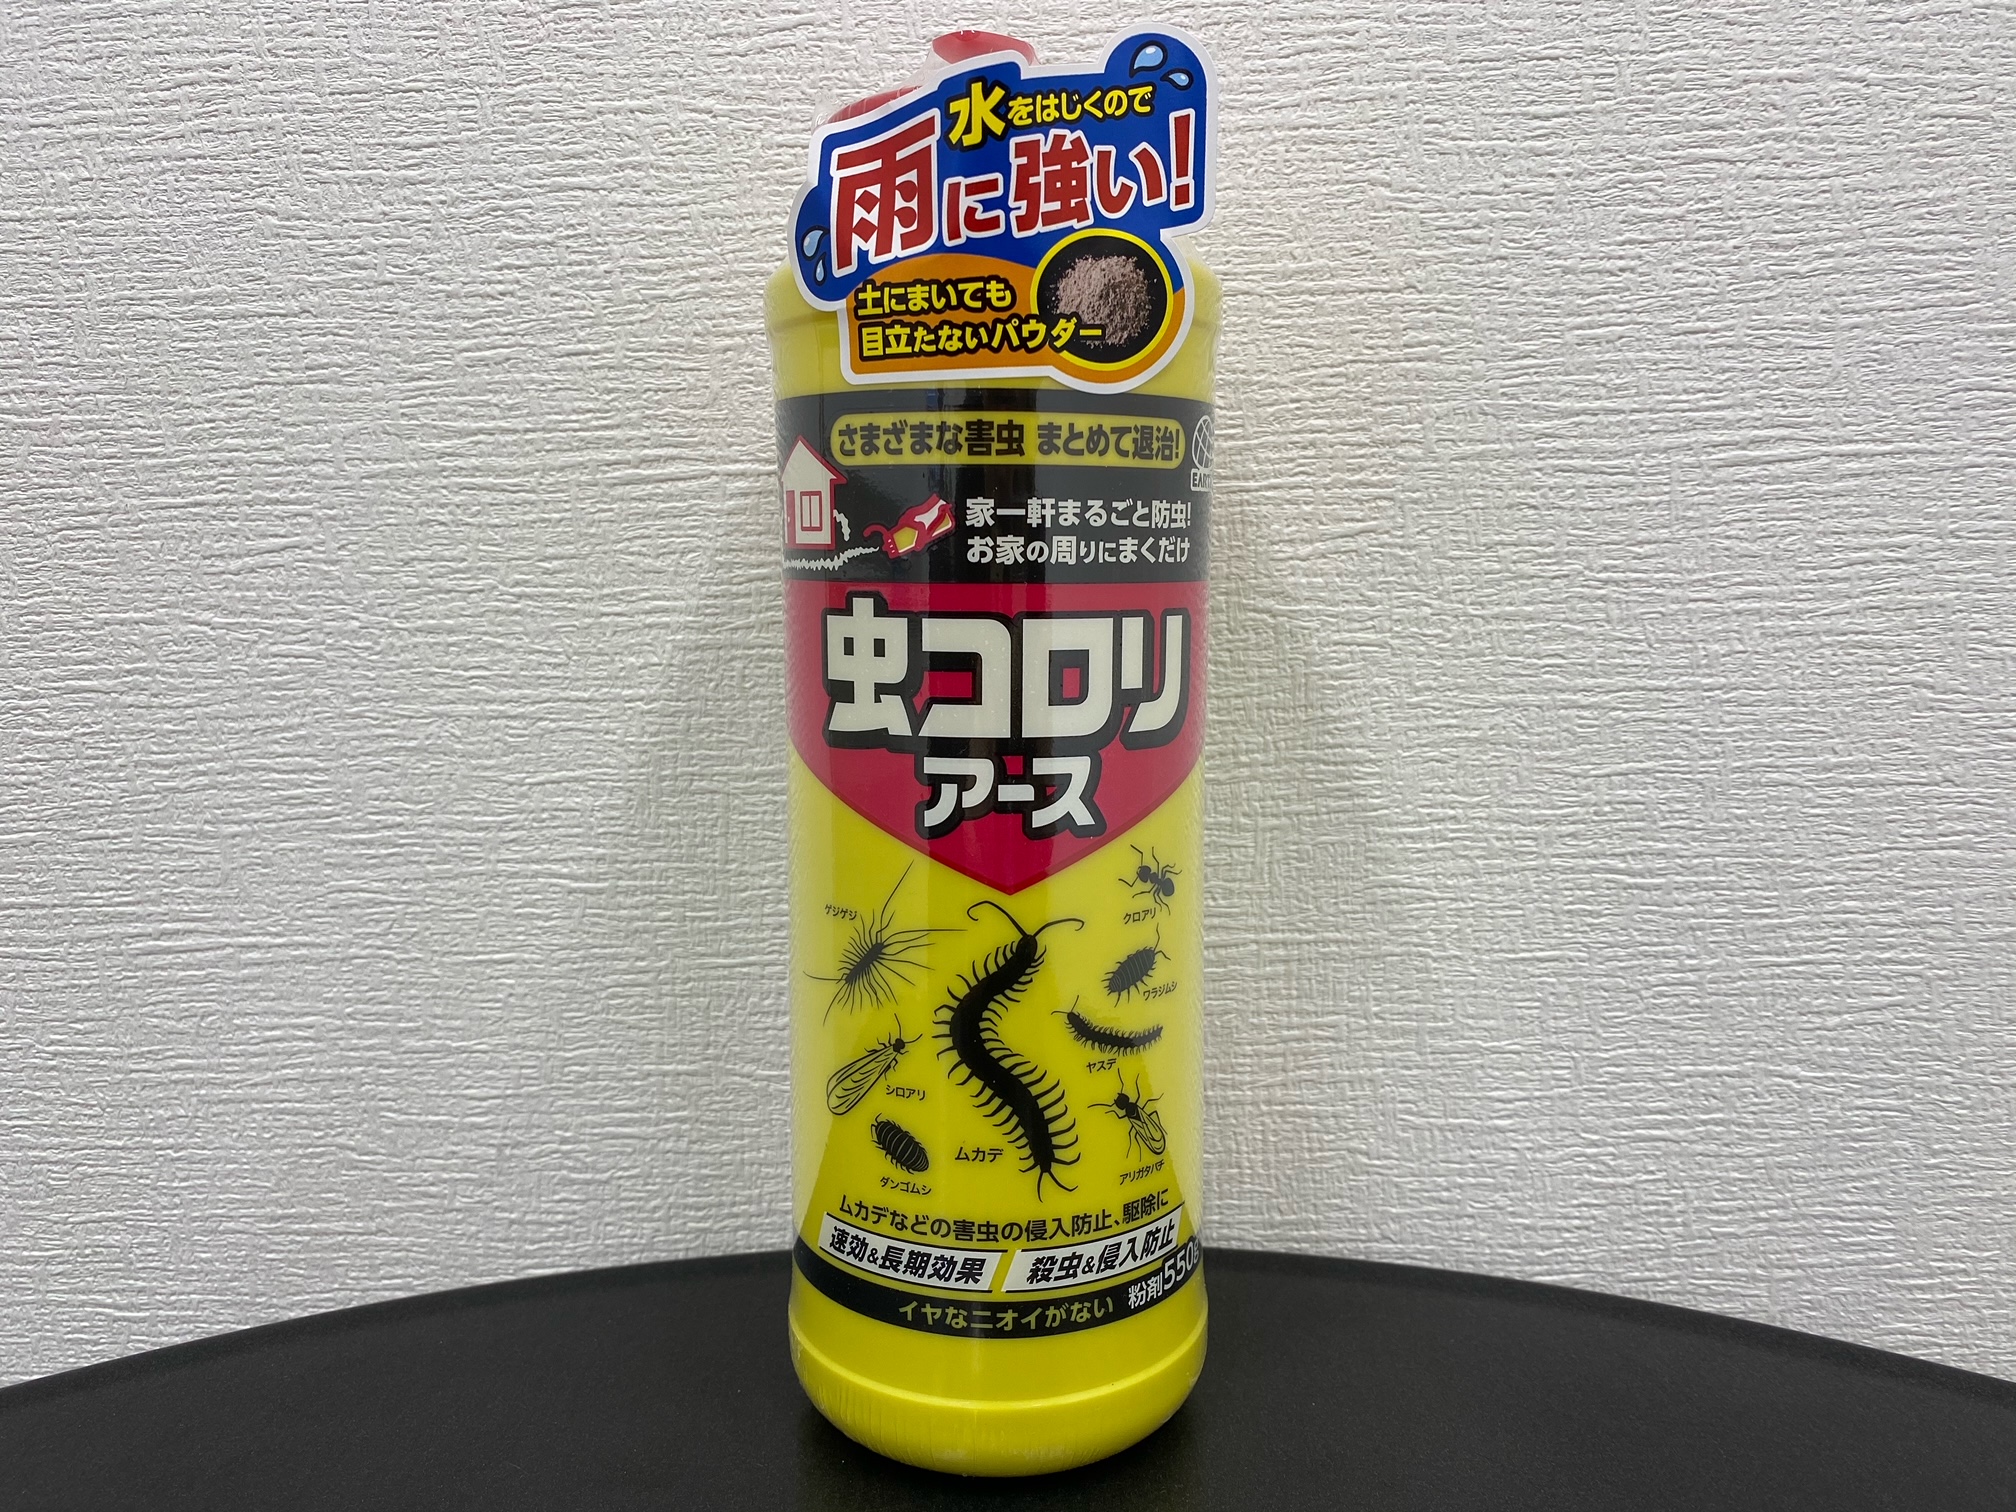 水をはじくので
雨に強い!
土にまいても
目立たないパウダー
さまざまな害虫 まとめて退治!
家一軒まるごと防虫!
お家の周りにまくだけ
虫コロリ
アース
ゲジゲジ
クロアリ
ワラジムシ
ヤステ
シロアリ
アリガタバチ
ムカデ
ダンゴムシ
ムカデなどの害虫の侵入防止、駆除に
速効&長期効果
殺虫&侵入防止
粉剤550g
イヤなニオイがない